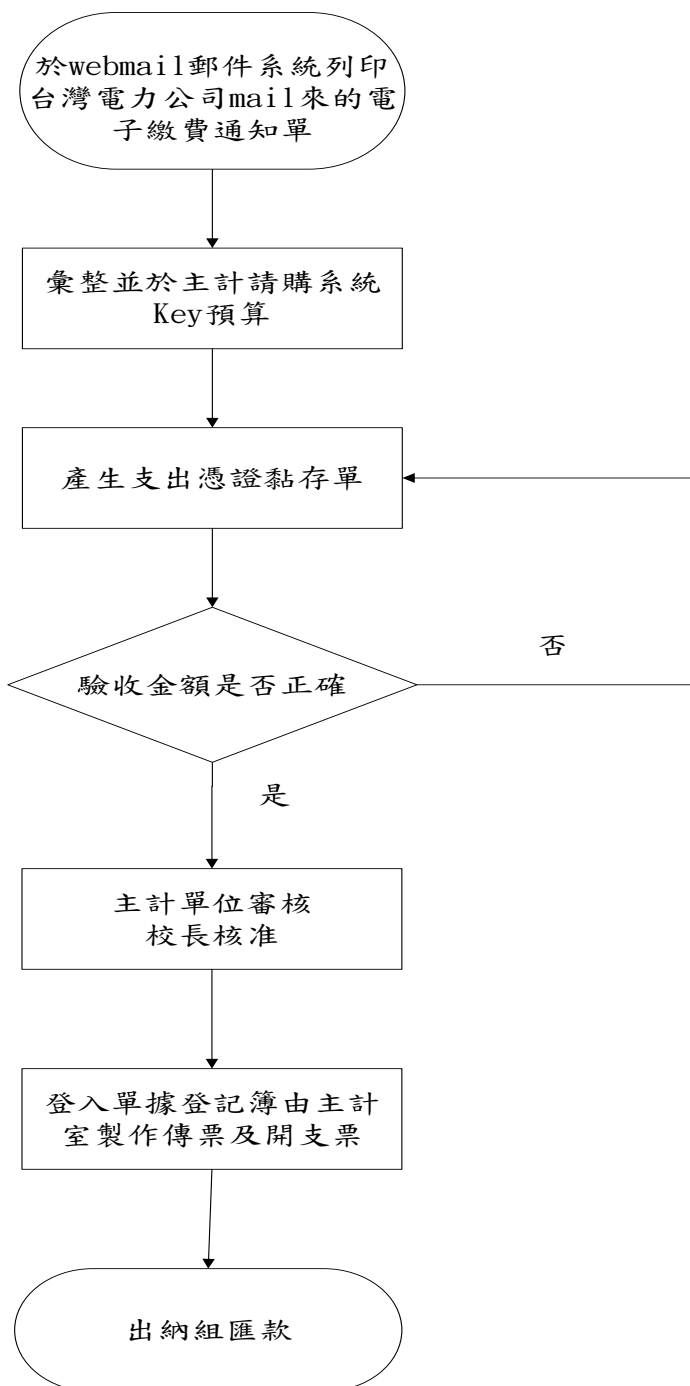 於webmail郵件系統列印
台灣電力公司mail來的電
子繳費通知單
彙整並於主計請購系統
Key預算
產生支出憑證黏存單
驗收金額是否正確
否
是
主計單位審核
校長核准
登入單據登記簿由主計
室製作傳票及開支票
出納組匯款